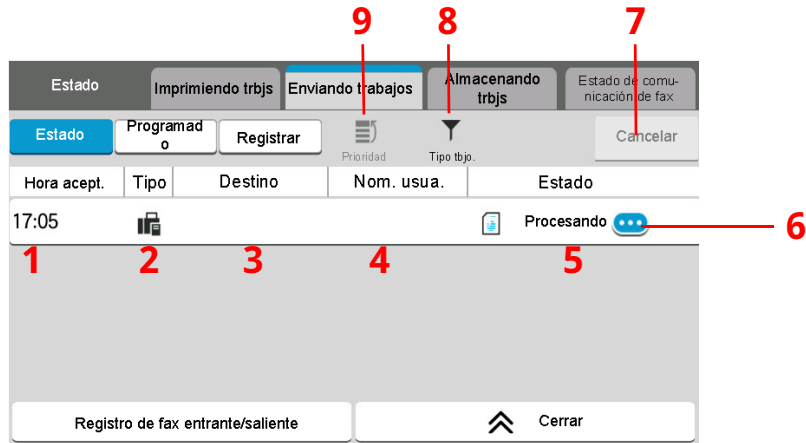 9 8 7
Estado
Imprimiendo trbjs
Enviando trabajos
Almacenando
trbjs
Estado de comu-
nicación de fax
Estado
Programad
o
Registrar
Prioridad
Tipo tbjo.
Cancelar
Hora acept. Tipo Destino Nom. usua. Estado
17:05 Procesando 6
1 2 3 4 5
Registro de fax entrante/saliente
Cerrar